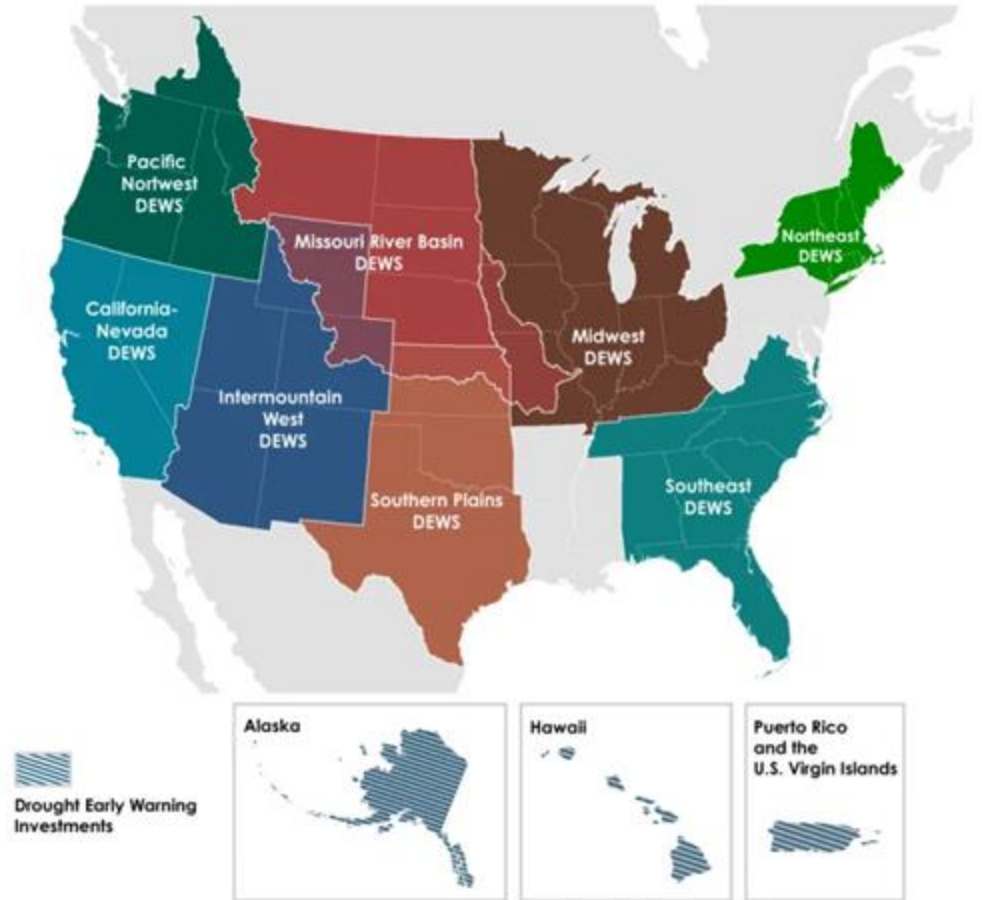 Pacific
Nortwest
DEWS
Missouri River Basin
DEWS
Northeast
DEWS
California-
Nevada
DEWS
Midwest
DEWS
Intermountain
West
DEWS
Southern Plains
DEWS
Southeast
DEWS
Drought Early Warning
Investments
Alaska
Hawaii
Puerto Rico
and the
U.S. Virgin Islands